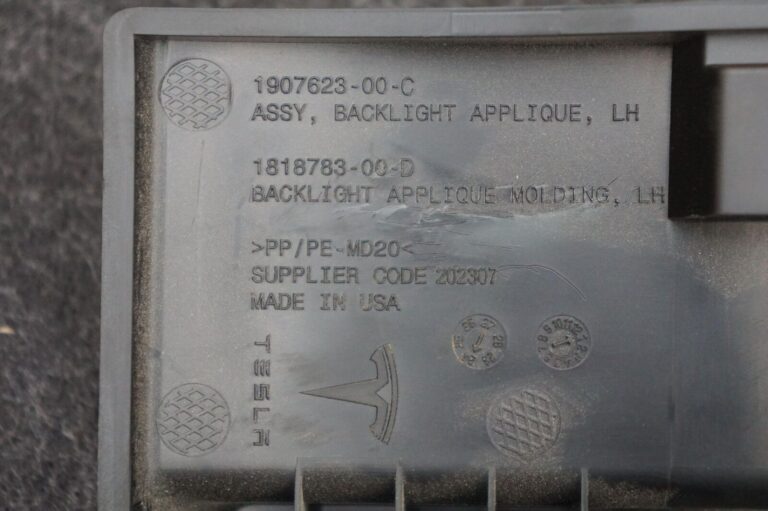 1907623-00-C
ASSY, BACKLIGHT APPLIQUE, LH
1818783-00-D
BACKLIGHT APPLIQUE MOLDING, LH
>PP/PE-MD20<
SUPPLIER CODE 202307
MADE IN USA
TESLA